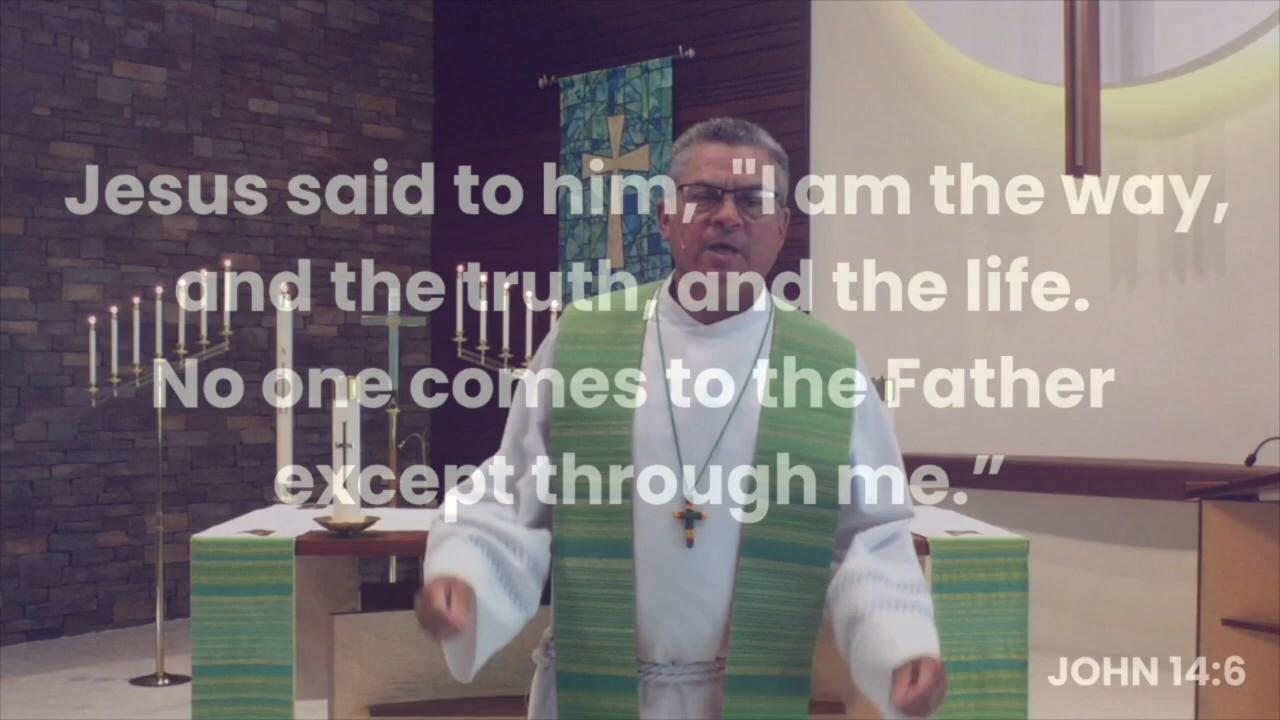 Jesus said to him, "I am the way,
and the truth, and the life.
No one comes to the Father
except through me.”
JOHN 14:6